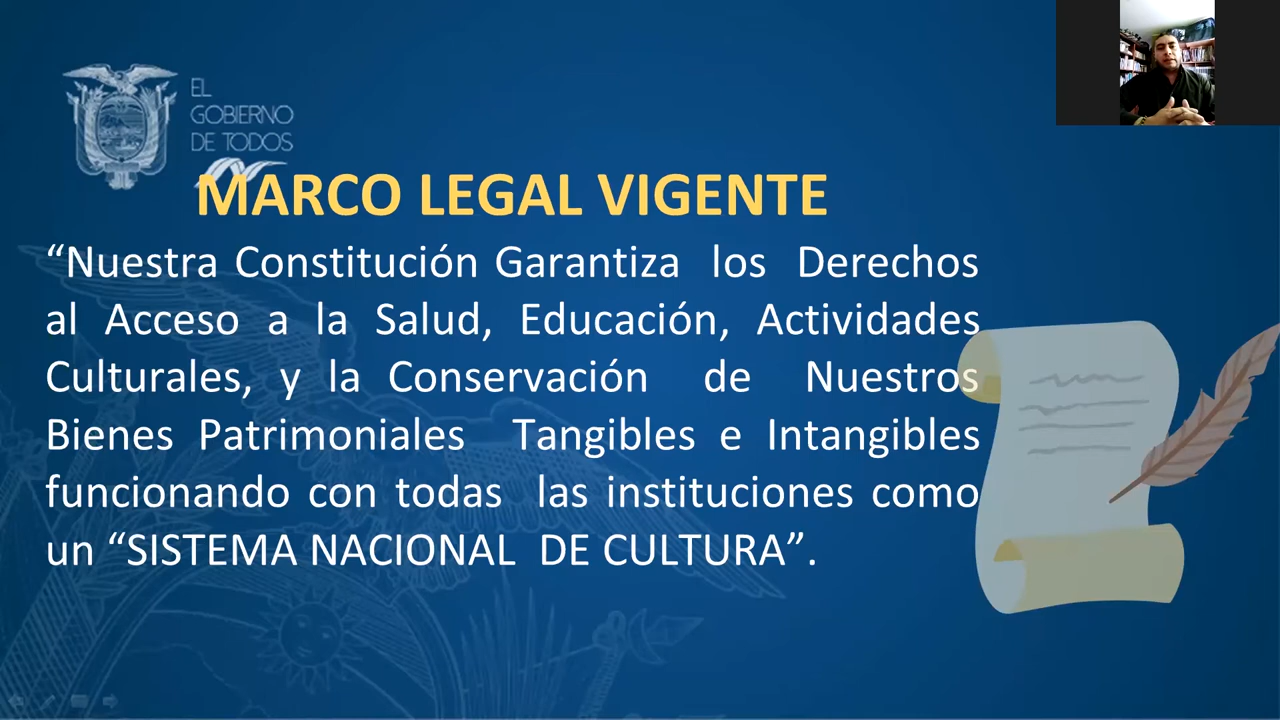 EL
GOBIERNO
DE TODOS
MARCO LEGAL VIGENTE
“Nuestra Constitución Garantiza los Derechos
al Acceso a la Salud, Educación, Actividades
Culturales, y la Conservación de Nuestros
Bienes Patrimoniales Tangibles e Intangibles
funcionando con todas las instituciones como
un “SISTEMA NACIONAL DE CULTURA”.